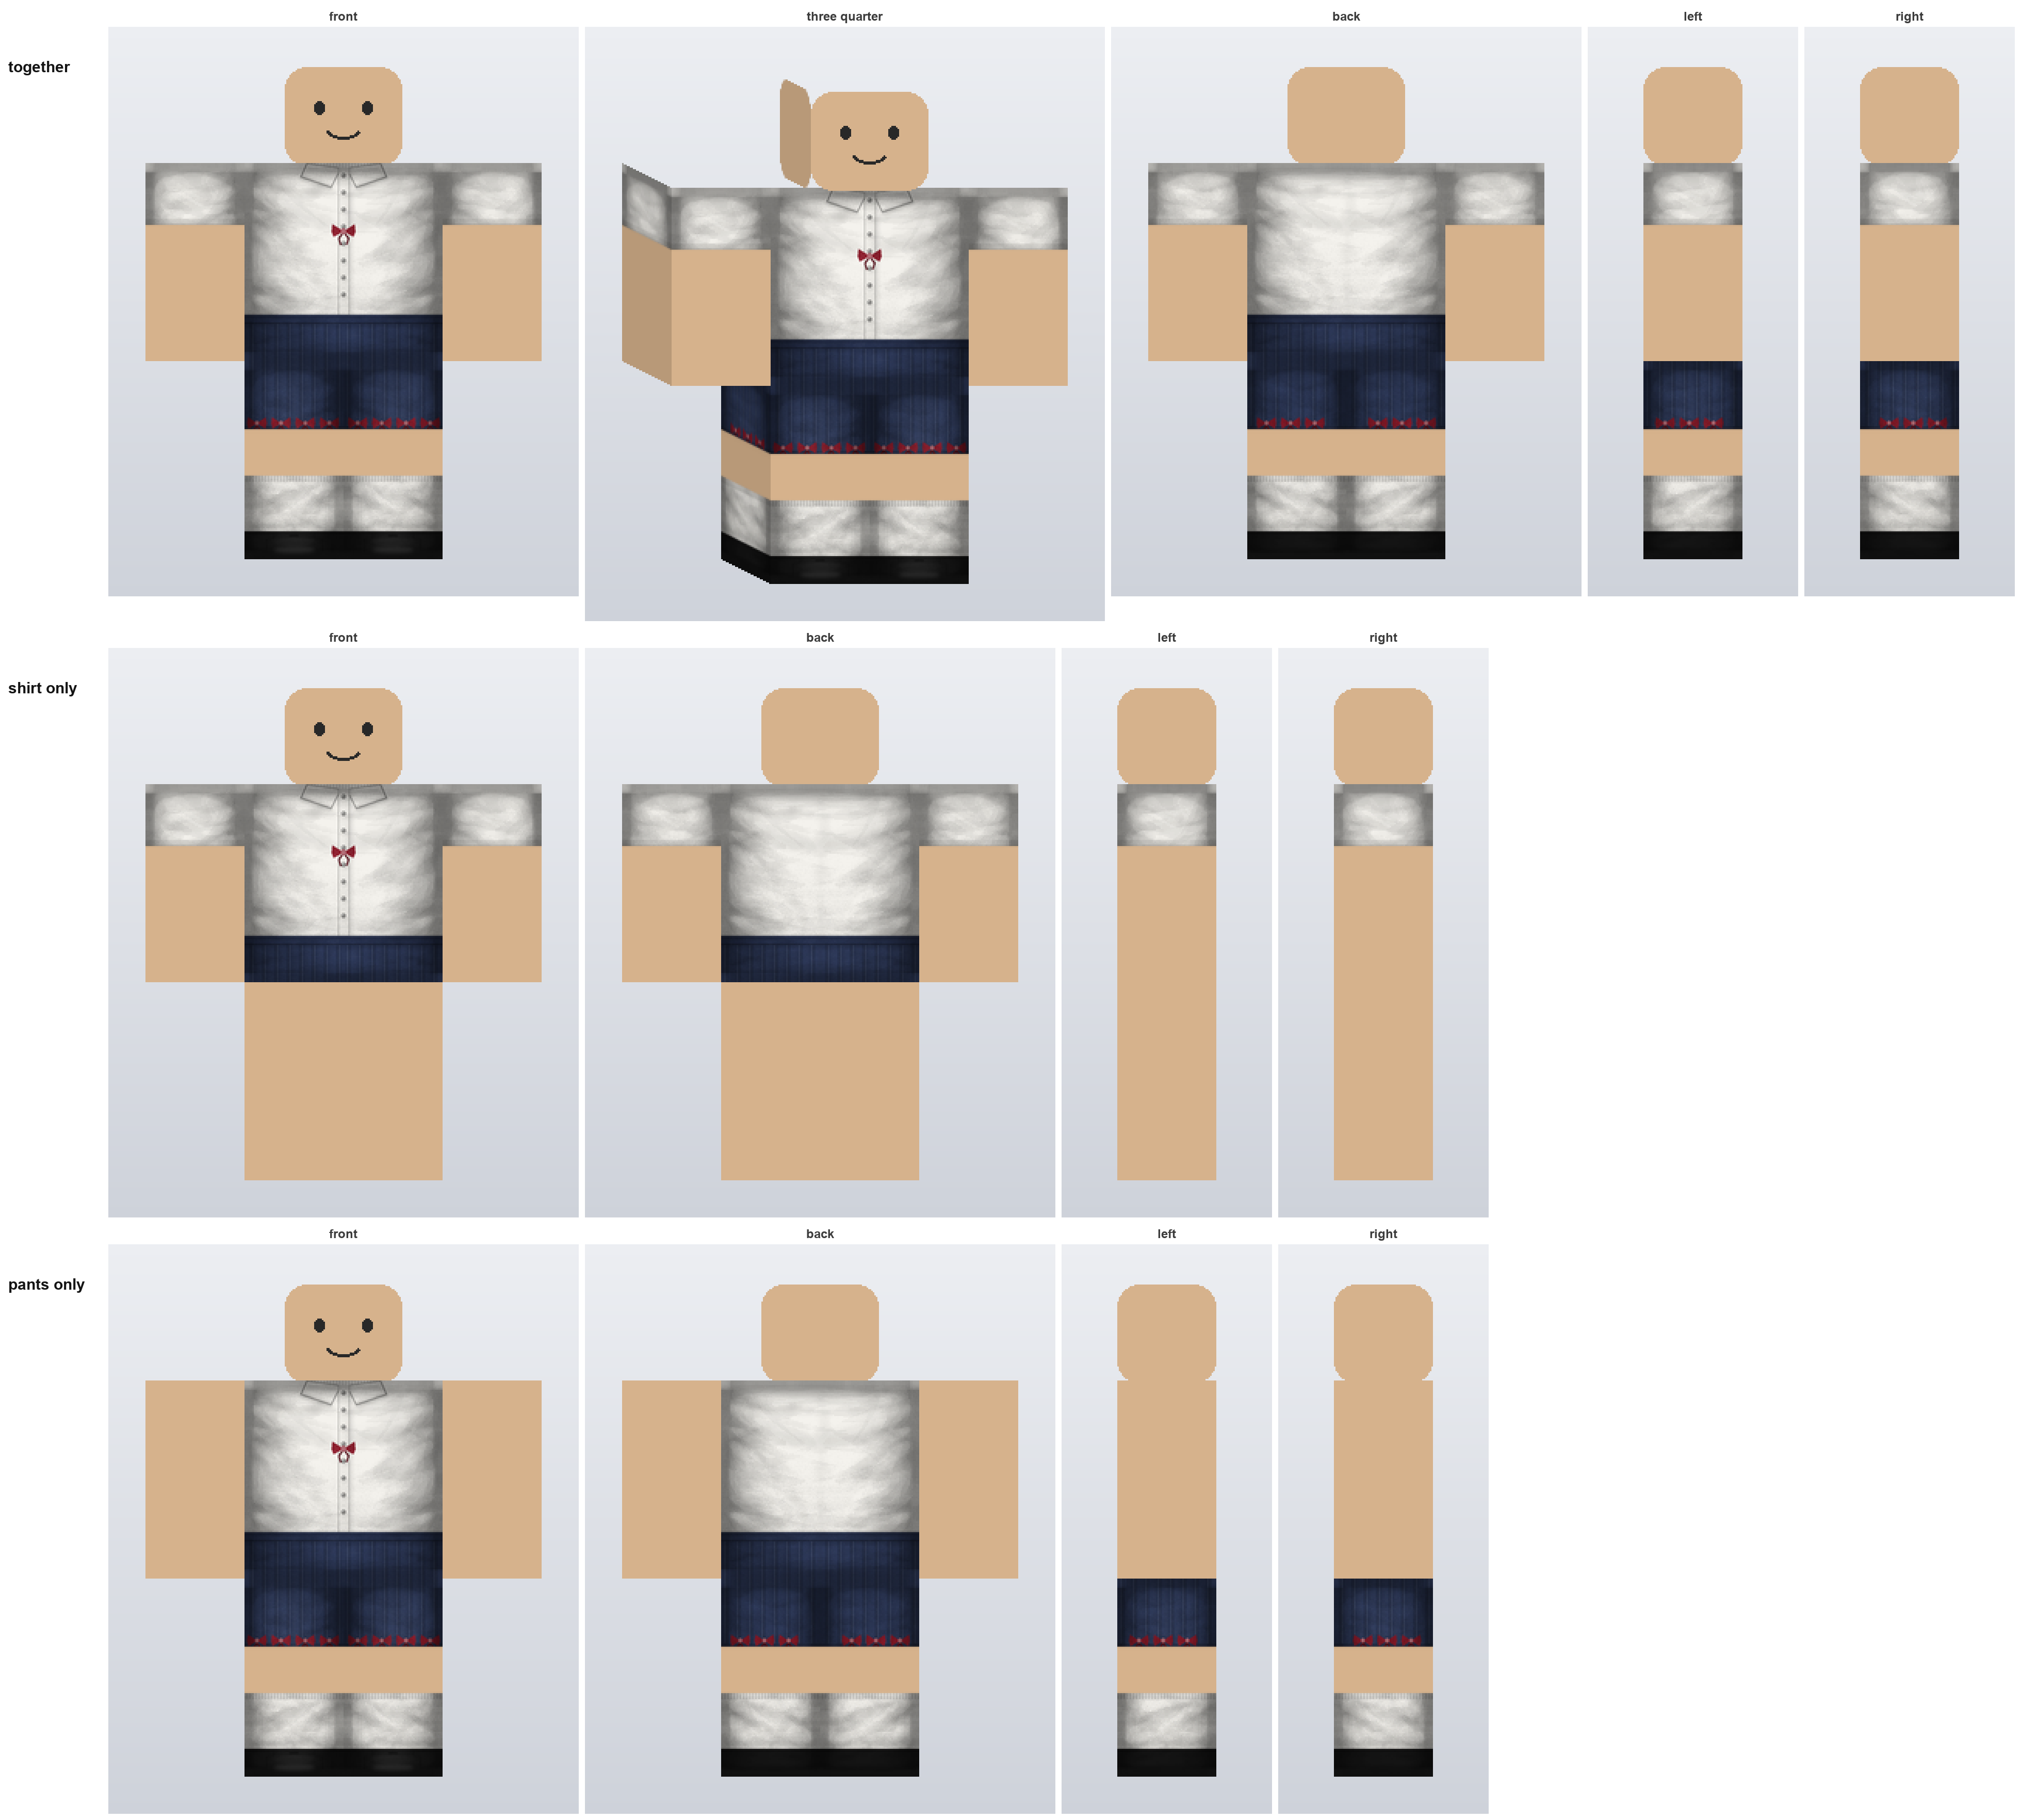 front
three quarter
back
left
right
together
front
back
left
right
shirt only
front
back
left
right
pants only